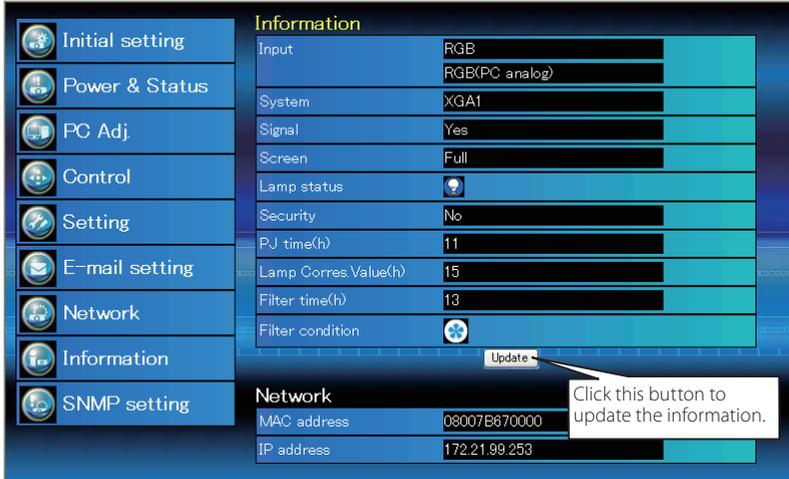 Initial setting
Power & Status
PC Adj.
Control
Setting
E-mail setting
Network
Information
SNMP setting
Information
Input RGB
RGB(PC analog)
System XGA1
Signal Yes
Screen Full
Lamp status
Security No
PJ time(h) 11
Lamp Corres.Value(h) 15
Filter time(h) 13
Filter condition
Update
Click this button to
update the information.
Network
MAC address 08007B670000
IP address 172.21.99.253